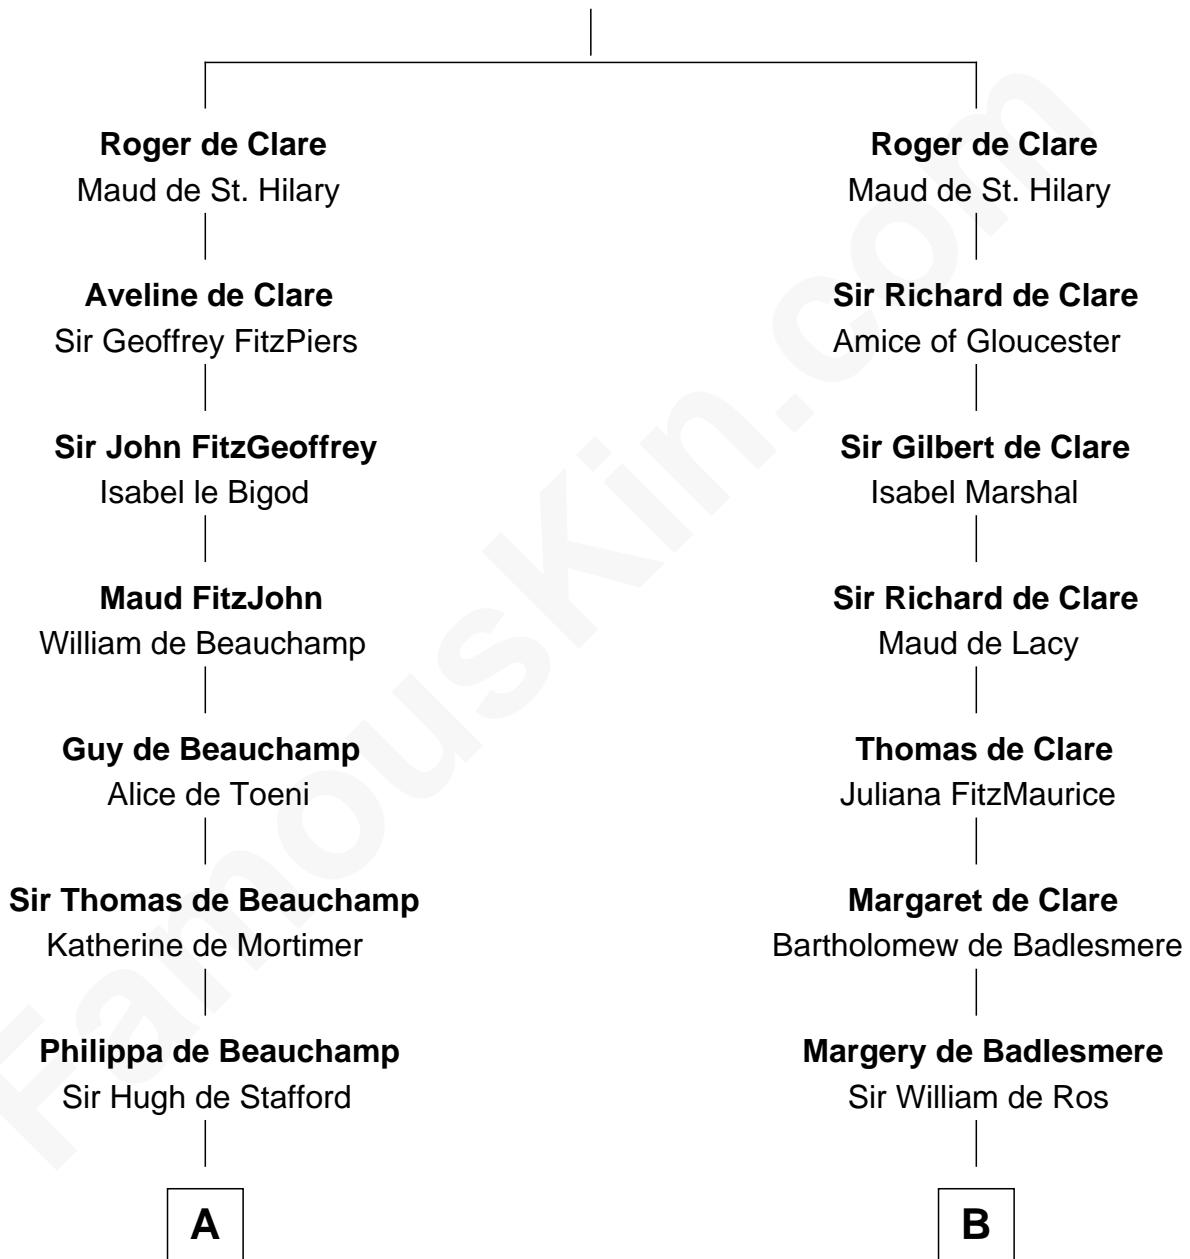 Roger de Clare
Maud de St. Hilary
Aveline de Clare
Sir Geoffrey FitzPiers
Sir John FitzGeoffrey
Isabel le Bigod
Maud FitzJohn
William de Beauchamp
Guy de Beauchamp
Alice de Toeni
Sir Thomas de Beauchamp
Katherine de Mortimer
Philippa de Beauchamp
Sir Hugh de Stafford
A
Roger de Clare
Maud de St. Hilary
Sir Richard de Clare
Amice of Gloucester
Sir Gilbert de Clare
Isabel Marshal
Sir Richard de Clare
Maud de Lacy
Thomas de Clare
Juliana FitzMaurice
Margaret de Clare
Bartholomew de Badlesmere
Margery de Badlesmere
Sir William de Ros
B
FamousKin.com